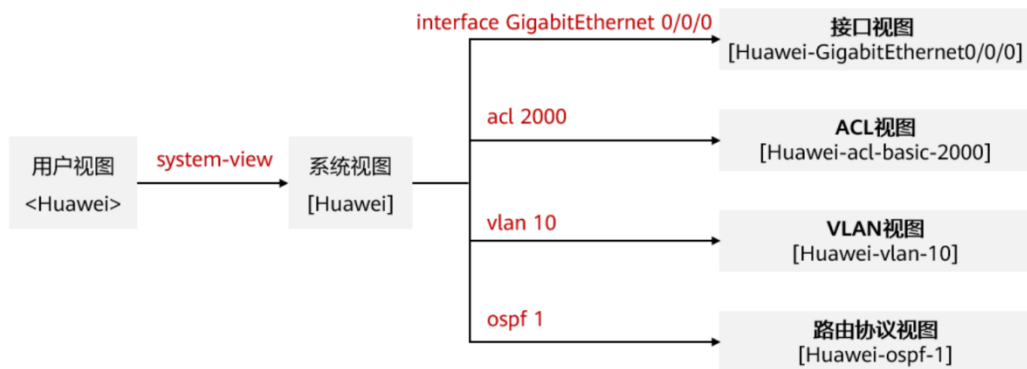 用户视图
<Huawei>
system-view
系统视图
[Huawei]
interface GigabitEthernet 0/0/0
接口视图
[Huawei-GigabitEthernet0/0/0]
acl 2000
ACL视图
[Huawei-acl-basic-2000]
vlan 10
VLAN视图
[Huawei-vlan-10]
ospf 1
路由协议视图
[Huawei-ospf-1]